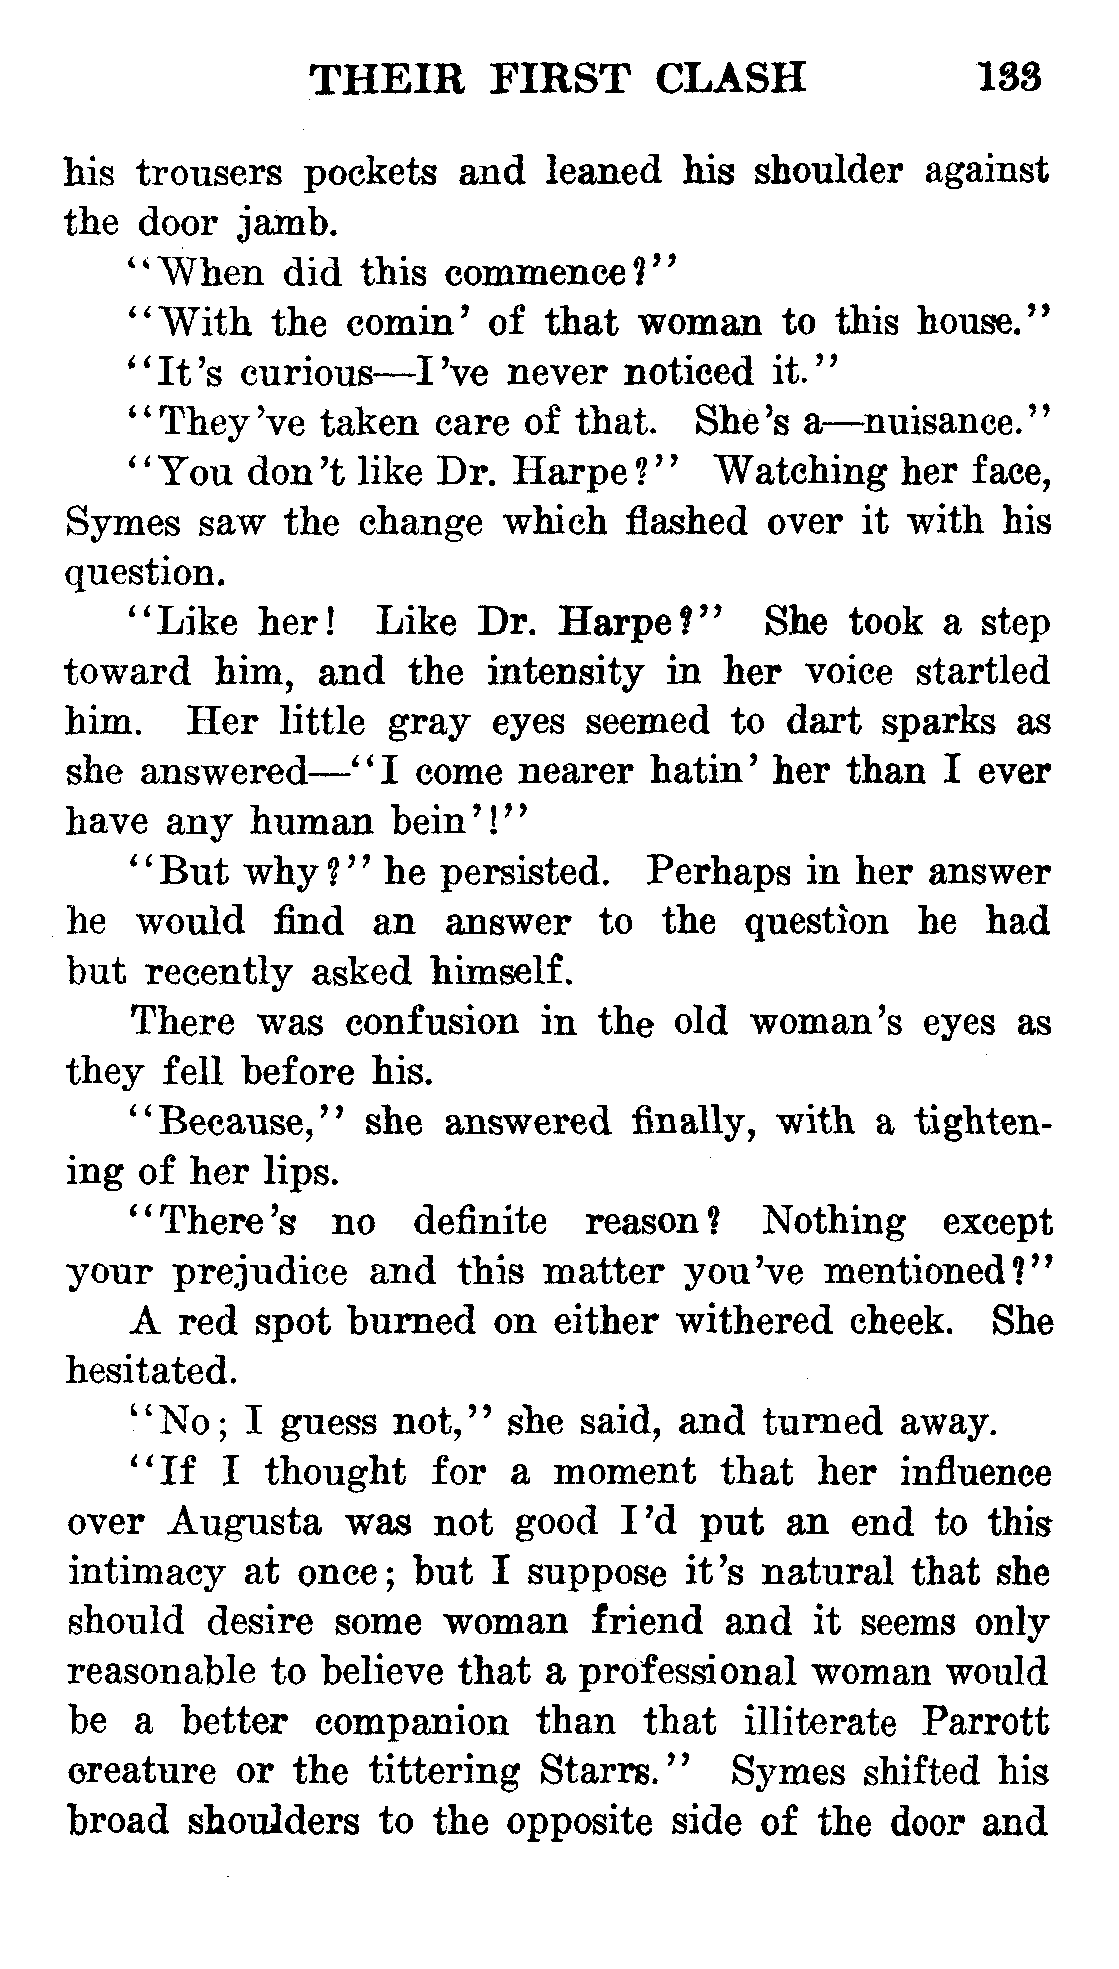 THEIR FIRST CLASH 133
his trousers pockets and leaned his shoulder against
the door jamb.
"When did this commence?"
"With the comin' of that woman to this house."
"It's curious—I've never noticed it."
"They've taken care of that. She's a—nuisance."
"You don't like Dr. Harpe?" Watching her face,
Symes saw the change which flashed over it with his
question.
"Like her! Like Dr. Harpe?" She took a step
toward him, and the intensity in her voice startled
him. Her little gray eyes seemed to dart sparks as
she answered—"I come nearer hatin' her than I ever
have any human bein'!"
"But why?" he persisted. Perhaps in her answer
he would find an answer to the question he had
but recently asked himself.
There was confusion in the old woman's eyes as
they fell before his.
"Because," she answered finally, with a tighten-
ing of her lips.
"There's no definite reason? Nothing except
your prejudice and this matter you've mentioned?"
A red spot burned on either withered cheek. She
hesitated.
"No; I guess not," she said, and turned away.
"If I thought for a moment that her influence
over Augusta was not good I'd put an end to this
intimacy at once; but I suppose it's natural that she
should desire some woman friend and it seems only
reasonable to believe that a professional woman would
be a better companion than that illiterate Parrott
creature or the tittering Starrs." Symes shifted his
broad shoulders to the opposite side of the door and